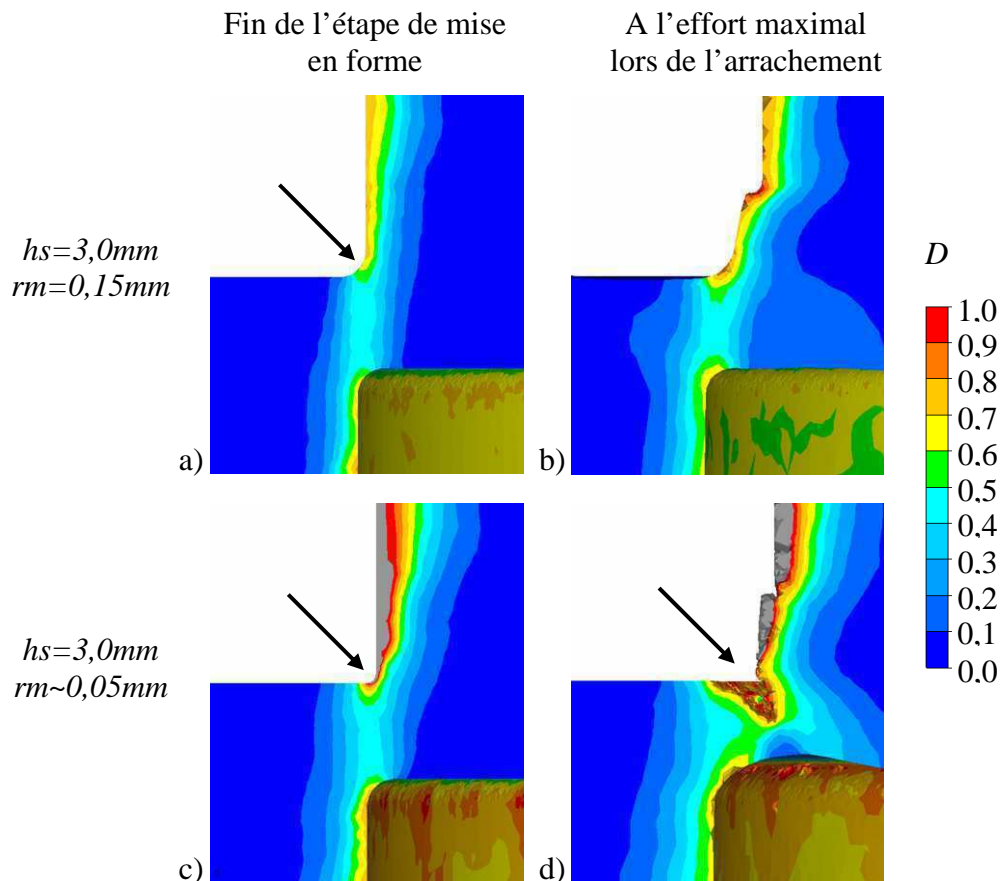 Fin de l'étape de mise
en forme
A l'effort maximal
lors de l'arrachement
hs=3,0mm
rm=0,15mm
a)
b)
D
1,0
0,9
0,8
0,7
0,6
0,5
0,4
0,3
0,2
0,1
0,0
hs=3,0mm
rm~0,05mm
c)
d)